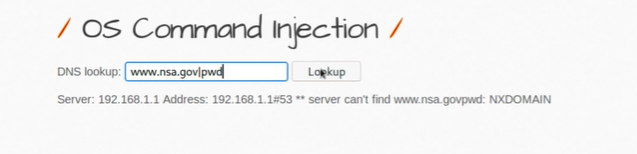 / OS Command Injection /
DNS lookup: www.nsa.gov|pwd Lookup
Server: 192.168.1.1 Address: 192.168.1.1#53 ** server can't find www.nsa.govpwd: NXDOMAIN